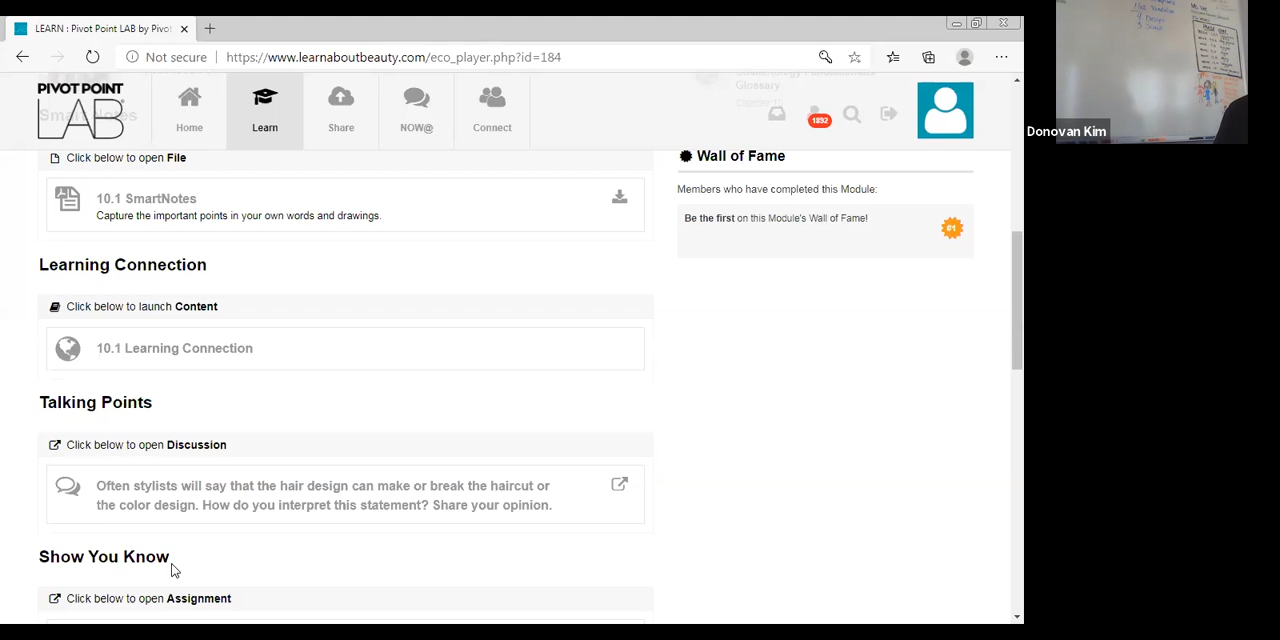 LEARN : Pivot Point LAB by Pivot
Not secure
https://www.learnaboutbeauty.com/eco_player.php?id=184
PIVOT POINT
LAB
Home
Learn
Share
NOW@
Connect
Glossary
1892
Click below to open File
10.1 SmartNotes
Capture the important points in your own words and drawings.
Learning Connection
Click below to launch Content
10.1 Learning Connection
Talking Points
Click below to open Discussion
Often stylists will say that the hair design can make or break the haircut or
the color design. How do you interpret this statement? Share your opinion.
Show You Know
Click below to open Assignment
Wall of Fame
Members who have completed this Module:
Be the first on this Module's Wall of Fame!
#1
Donovan Kim